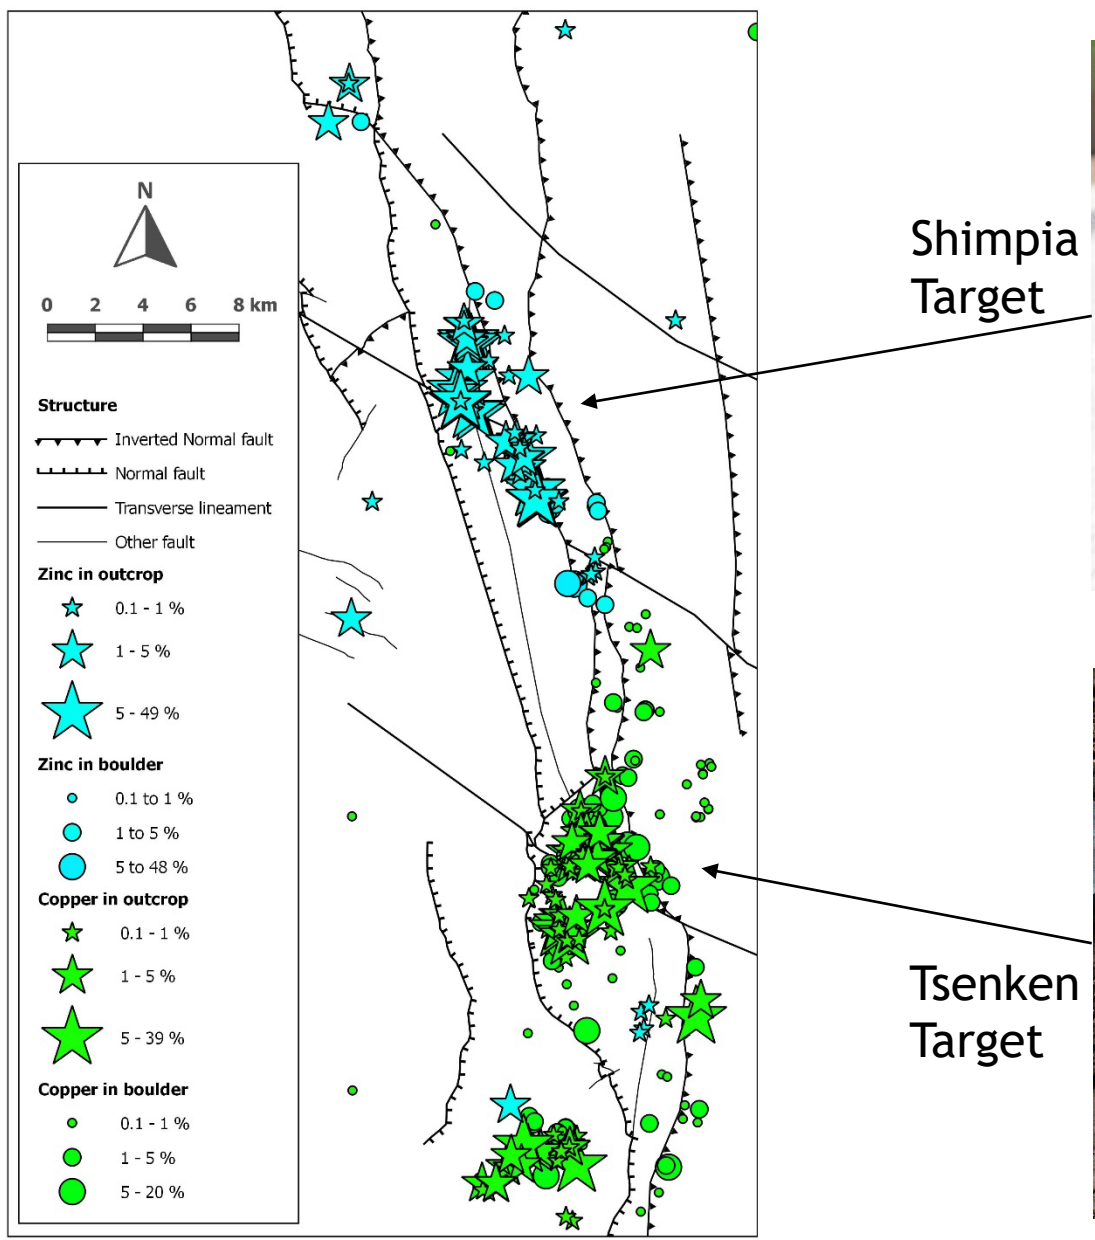 N
0 2 4 6 8 km
Structure
Inverted Normal fault
Normal fault
Transverse lineament
Other fault
Zinc in outcrop
0.1 - 1 %
1 - 5 %
5 - 49 %
Zinc in boulder
0.1 to 1 %
1 to 5 %
5 to 48 %
Copper in outcrop
0.1 - 1 %
1 - 5 %
5 - 39 %
Copper in boulder
0.1 - 1 %
1 - 5 %
5 - 20 %
Shimpia
Target
Tsenken
Target